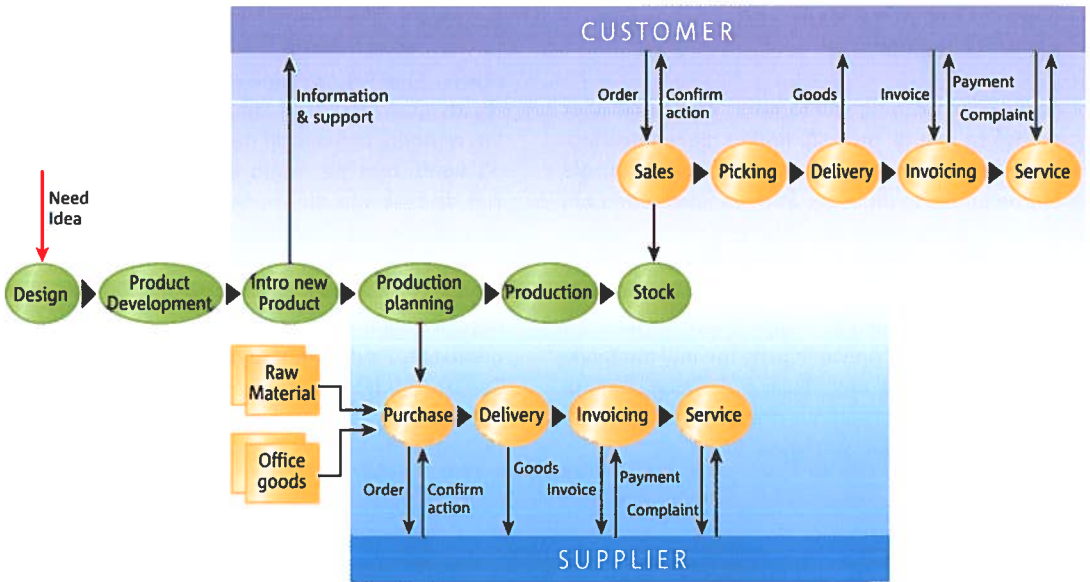 CUSTOMER
Information
& support
Order
Confirm
action
Goods
Invoice
Payment
Complaint
Sales
Picking
Delivery
Invoicing
Service
Need
Idea
Design
Product
Development
Intro new
Product
Production
planning
Production
Stock
Raw
Material
Office
goods
Purchase
Delivery
Invoicing
Service
Order
Confirm
action
Goods
Invoice
Payment
Complaint
SUPPLIER